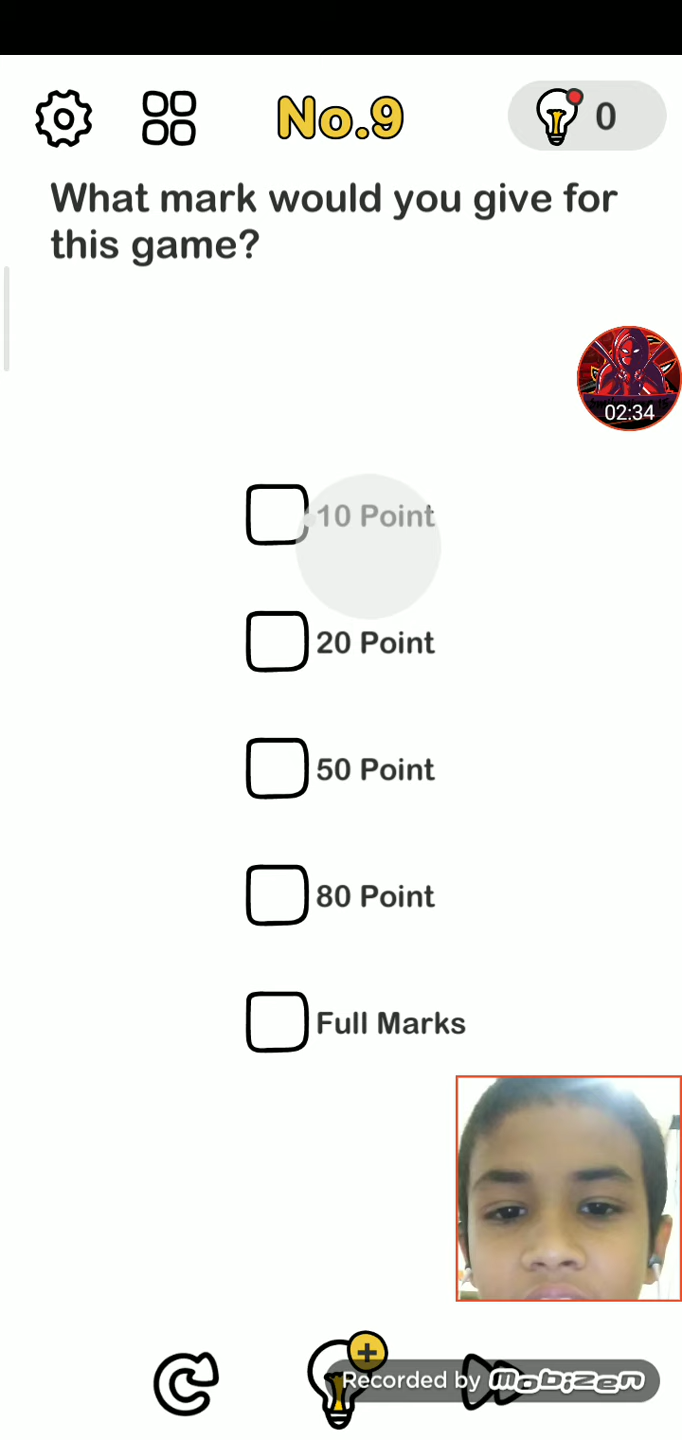 No.9
0
What mark would you give for
this game?
02:34
10 Point
20 Point
50 Point
80 Point
Full Marks
Recorded by mobizen